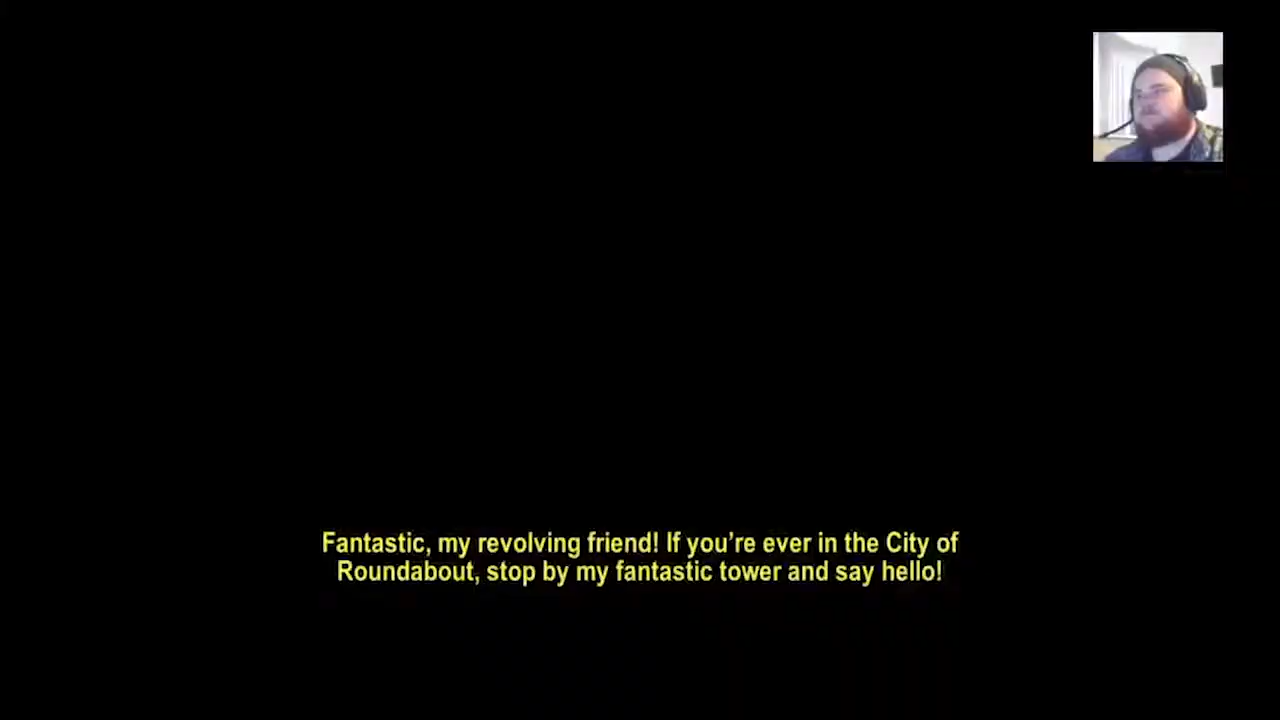 Fantastic, my revolving friend! If you’re ever in the City of
Roundabout, stop by my fantastic tower and say hello!